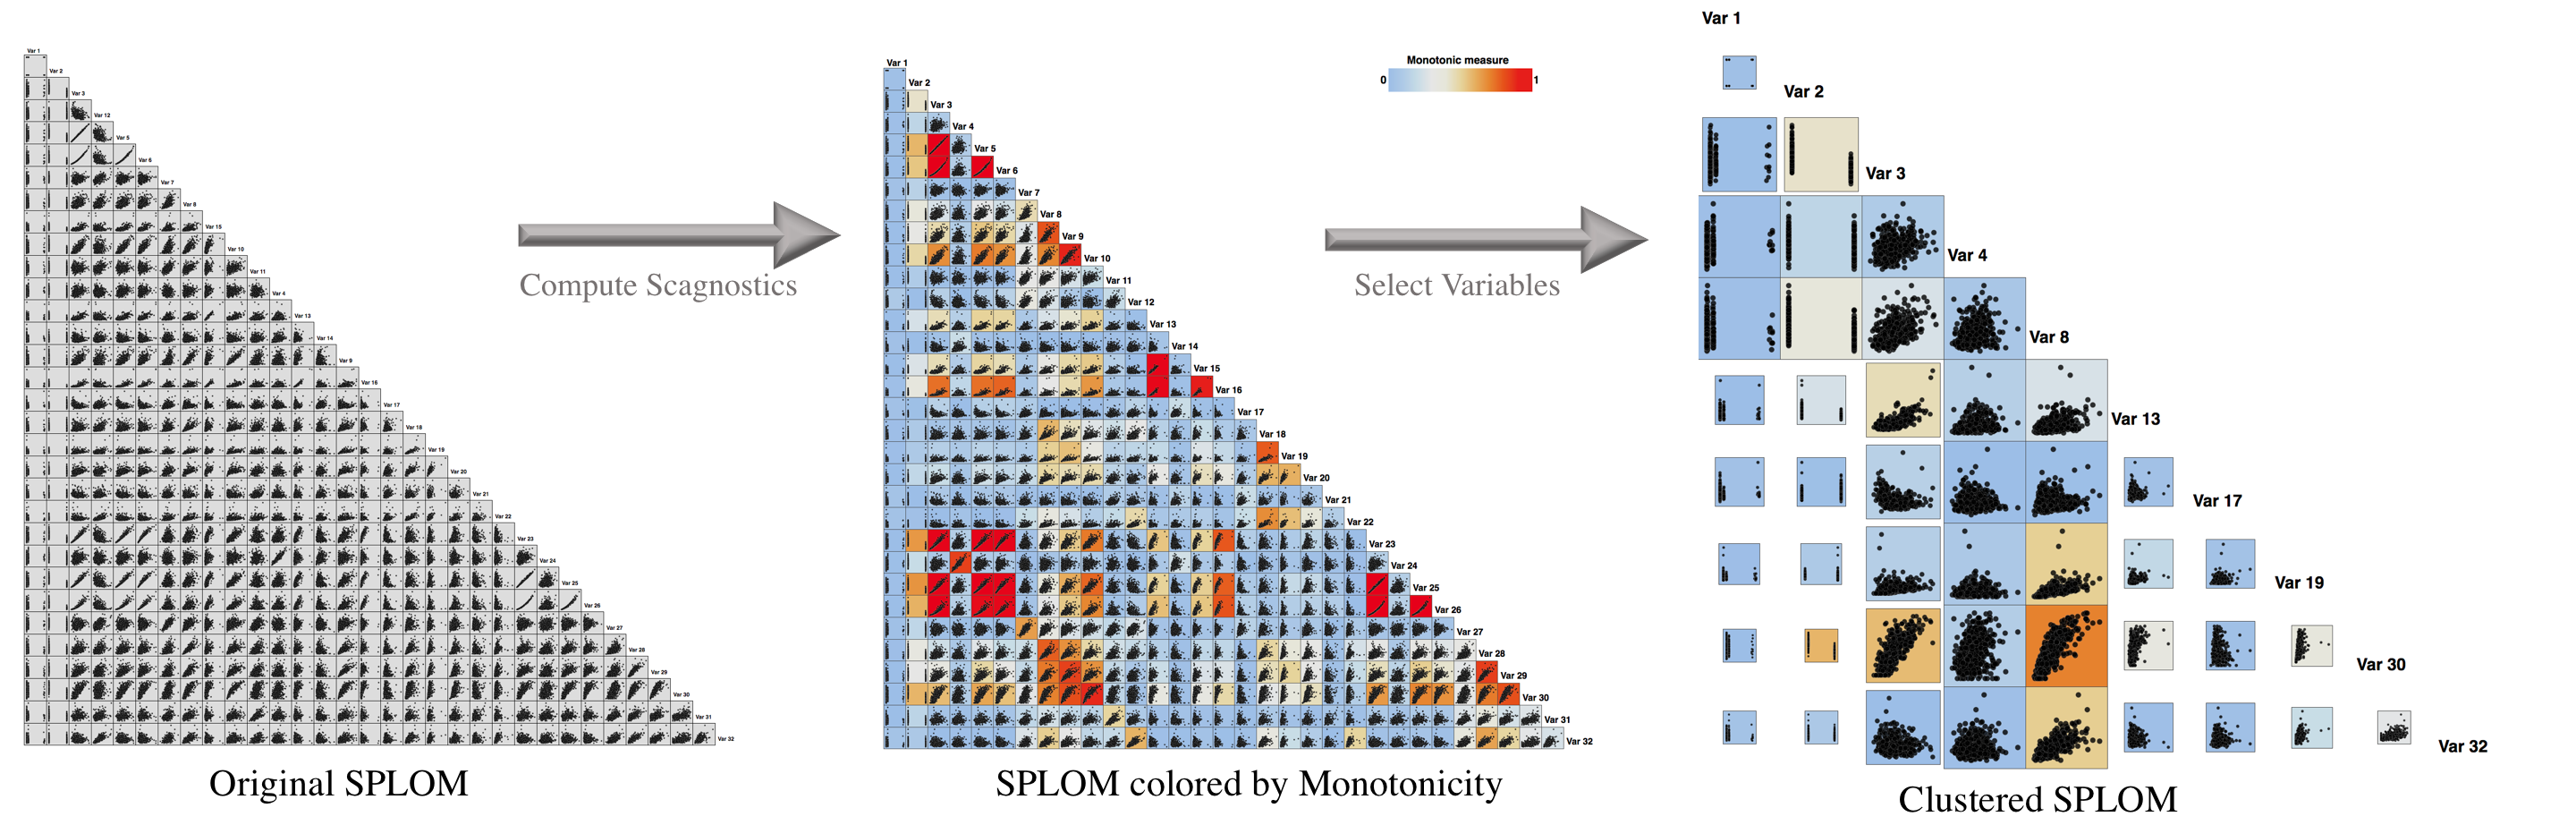 Var 1
Var 2
Var 3
Var 12
Var 5
Var 6
Var 7
Var 8
Var 15
Var 10
Var 11
Var 4
Var 13
Var 14
Var 9
Var 16
Var 17
Var 18
Var 19
Var 20
Var 21
Var 22
Var 23
Var 24
Var 25
Var 26
Var 27
Var 28
Var 29
Var 30
Var 31
Var 32
Original SPLOM
Compute Scagnostics
Monotonic measure
0 1
Var 1
Var 2
Var 3
Var 4
Var 5
Var 6
Var 7
Var 8
Var 9
Var 10
Var 11
Var 12
Var 13
Var 14
Var 15
Var 16
Var 17
Var 18
Var 19
Var 20
Var 21
Var 22
Var 23
Var 24
Var 25
Var 26
Var 27
Var 28
Var 29
Var 30
Var 31
Var 32
SPLOM colored by Monotonicity
Select Variables
Var 1
Var 2
Var 3
Var 4
Var 8
Var 13
Var 17
Var 19
Var 30
Var 32
Clustered SPLOM